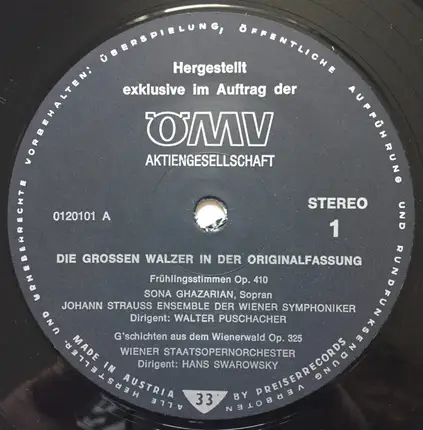 ALLE HERSTELLER- UND URHEBERRECHTE VORBEHALTEN: ÜBERSPIELUNG, ÖFFENTLICHE AUFFÜHRUNG UND RUNDFUNKSENDUNG VERBOTEN
Hergestellt
exklusive im Auftrag der
ÖMV
AKTIENGESELLSCHAFT
STEREO
0120101 A
1
DIE GROSSEN WALZER IN DER ORIGINALFASSUNG
Frühlingsstimmen Op. 410
SONA GHAZARIAN, Sopran
JOHANN STRAUSS ENSEMBLE DER WIENER SYMPHONIKER
Dirigent: WALTER PUSCHACHER
G'schichten aus dem Wienerwald Op. 325
WIENER STAATSOPERNORCHESTER
Dirigent: HANS SWAROWSKY
MADE IN AUSTRIA 33 BY PREISERRECORDS